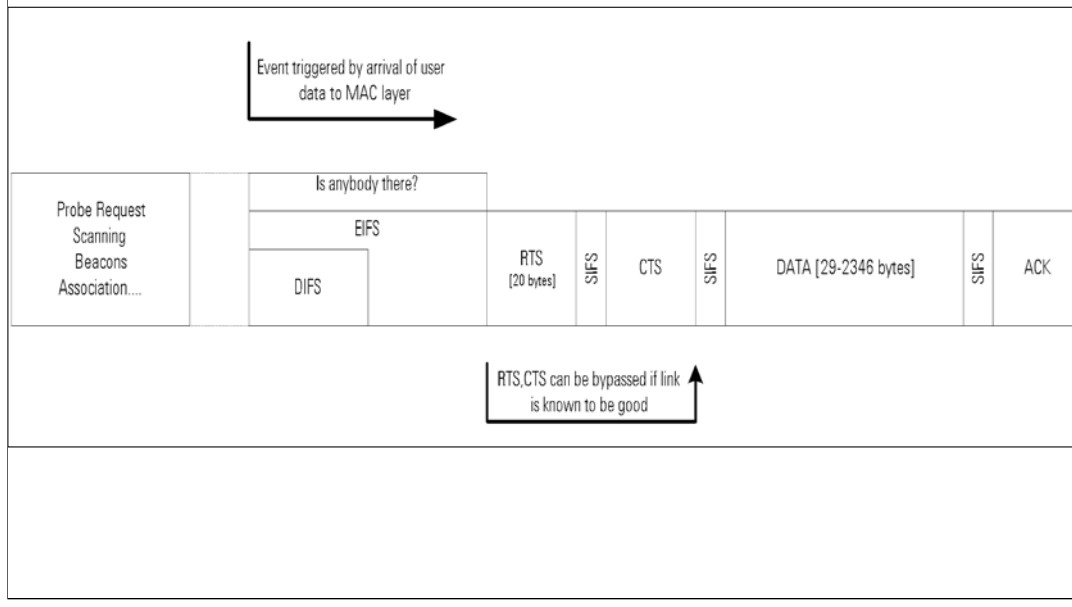 Event triggered by arrival of user
data to MAC layer
Probe Request
Scanning
Beacons
Association....
Is anybody there?
EIFS
DIFS
RTS
[20 bytes]
SIFS
CTS
SIFS
DATA [29-2346 bytes]
SIFS
ACK
RTS,CTS can be bypassed if link
is known to be good